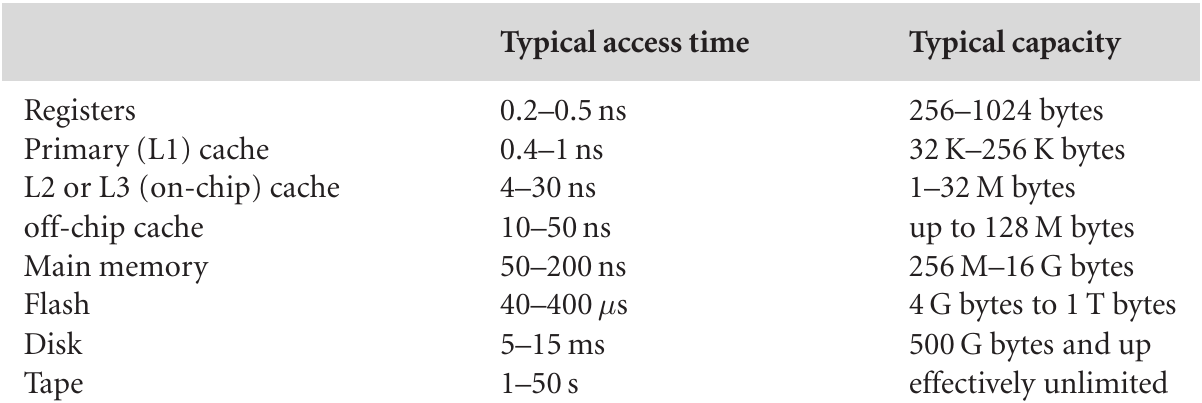 Typical access time Typical capacity
Registers 0.2–0.5 ns 256–1024 bytes
Primary (L1) cache 0.4–1 ns 32 K–256 K bytes
L2 or L3 (on-chip) cache 4–30 ns 1–32 M bytes
off-chip cache 10–50 ns up to 128 M bytes
Main memory 50–200 ns 256 M–16 G bytes
Flash 40–400 μs 4 G bytes to 1 T bytes
Disk 5–15 ms 500 G bytes and up
Tape 1–50 s effectively unlimited